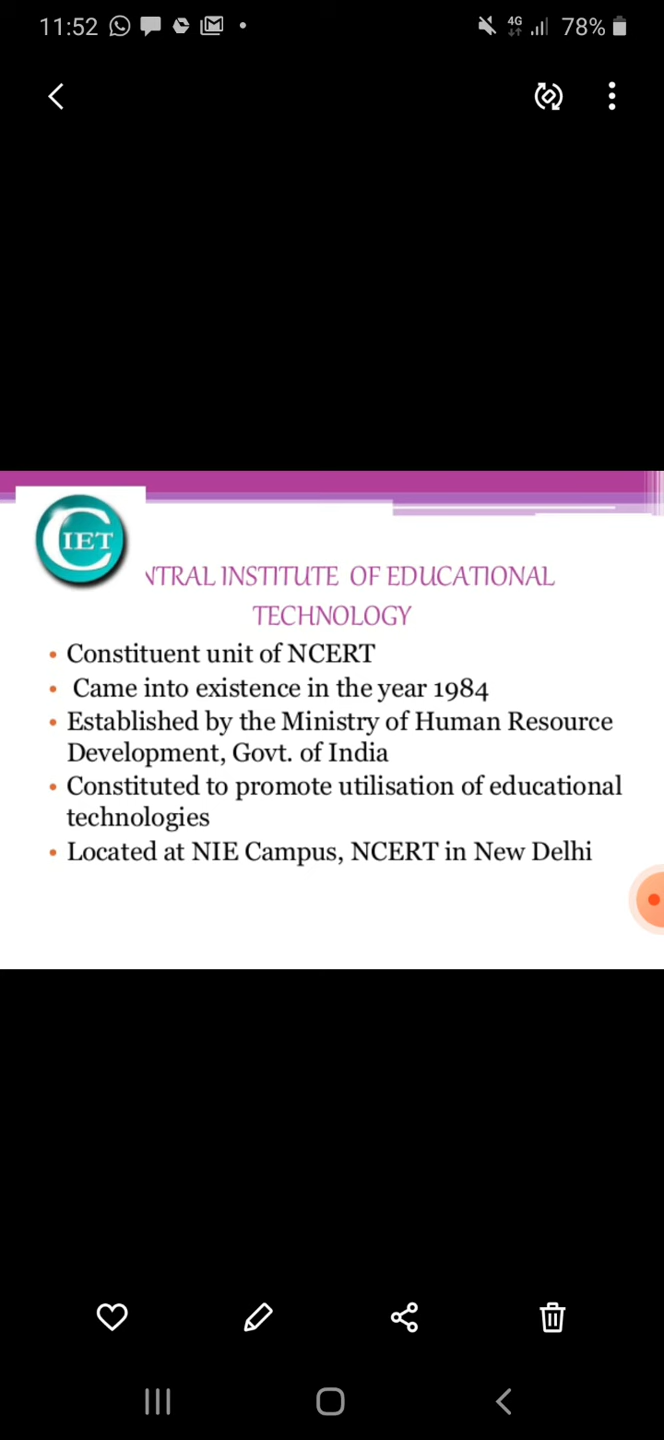 11:52
4G 78%
CIET
NTRAL INSTITUTE OF EDUCATIONAL
TECHNOLOGY
• Constituent unit of NCERT
• Came into existence in the year 1984
• Established by the Ministry of Human Resource
Development, Govt. of India
• Constituted to promote utilisation of educational
technologies
• Located at NIE Campus, NCERT in New Delhi